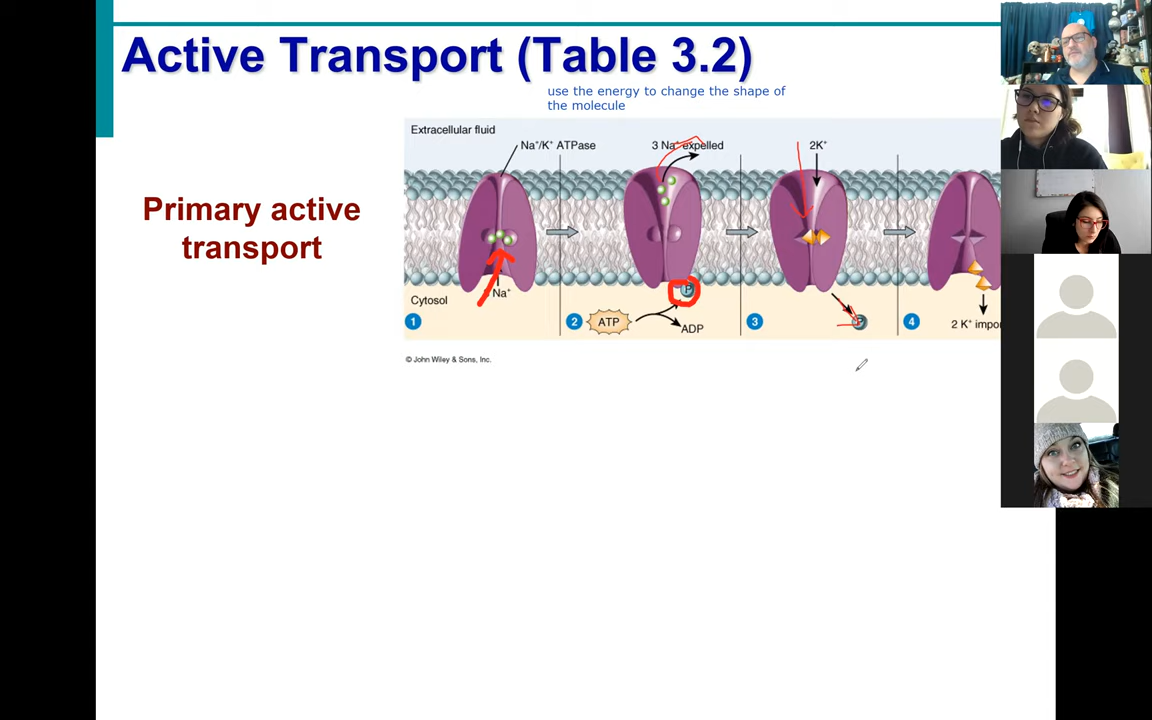 Active Transport (Table 3.2)
use the energy to change the shape of
the molecule
Extracellular fluid
Na⁺/K⁺ ATPase
3 Na⁺ expelled
2K⁺
Primary active
transport
Na⁺
P
Cytosol
1
2
ATP
ADP
3
P
4
2 K⁺ impor
© John Wiley & Sons, Inc.